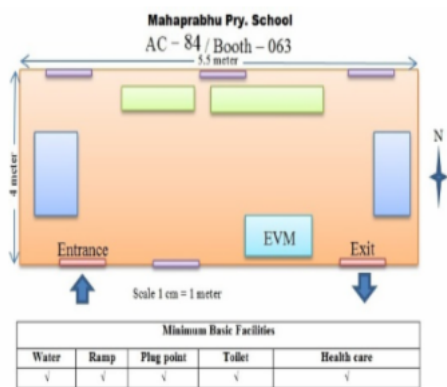 Mahaprabhu Pry. School
AC – 84 / Booth – 063
5.5 meter
N
4 meter
EVM
Entrance
Exit
Scale 1 cm = 1 meter
Minimum Basic Facilities
Water Ramp Plug point Toilet Health care
√ √ √ √ √